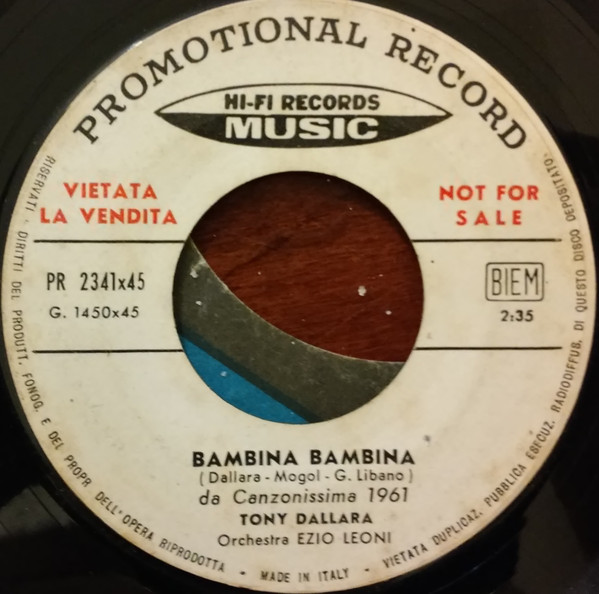 PROMOTIONAL RECORD
HI-FI RECORDS
MUSIC
VIETATA
LA VENDITA
NOT FOR
SALE
PR 2341x45
G. 1450x45
BIEM
2:35
BAMBINA BAMBINA
(Dallara - Mogol - G. Libano)
da Canzonissima 1961
TONY DALLARA
Orchestra EZIO LEONI
RISERVATI I DIRITTI DEL PRODUTT. FONOG. E DEL PROPR. DELL'OPERA RIPRODOTTA - MADE IN ITALY - VIETATA DUPLICAZ. PUBBLICA ESECUZ. RADIODIFFUS. DI QUESTO DISCO DEPOSITATO.